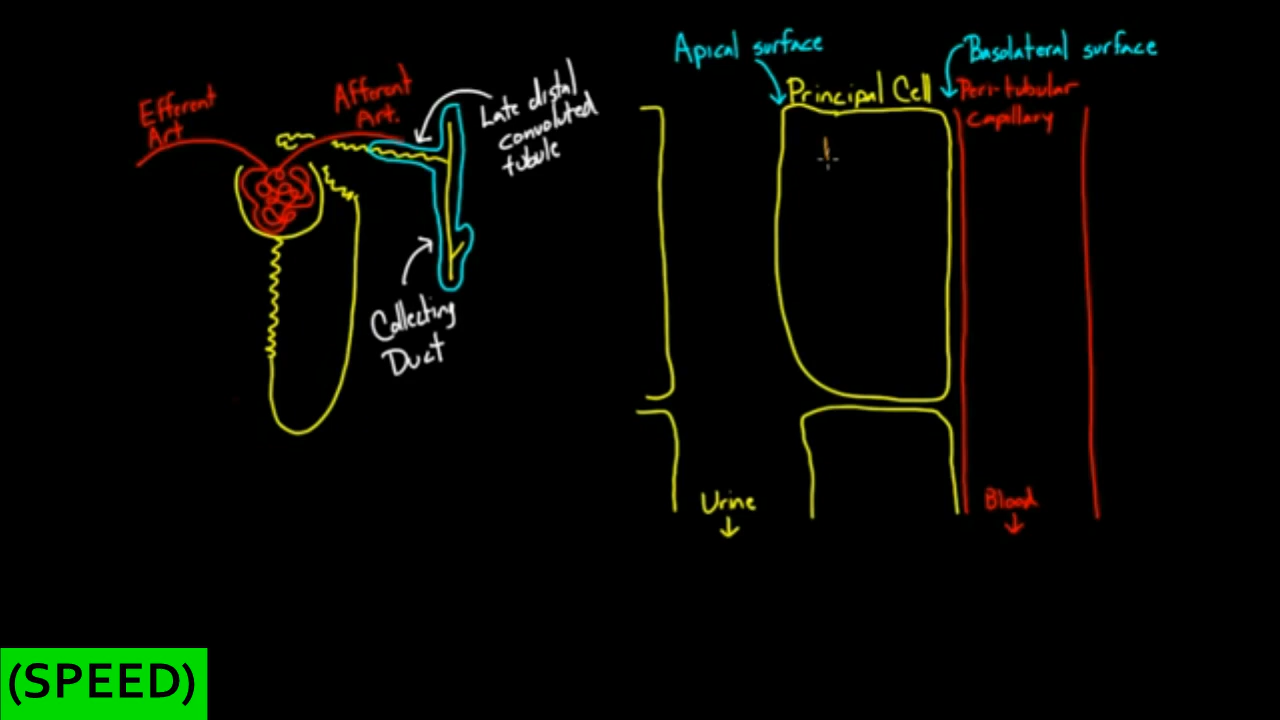 Efferent
Art
Afferent
Art.
Late distal
convoluted
tubule
Collecting
Duct
Apical surface
Principal Cell
Basolateral surface
Peri-tubular
capillary
Urine
Blood
(SPEED)